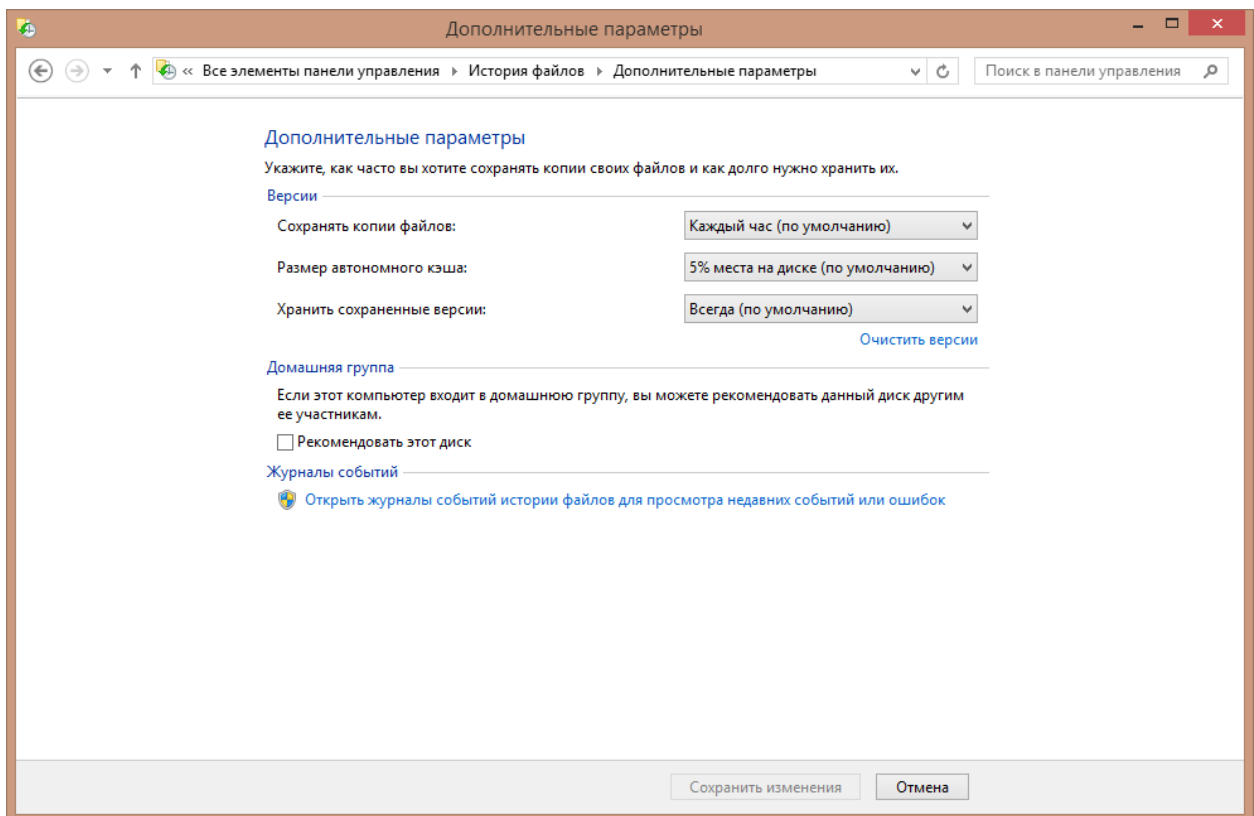 Дополнительные параметры
« Все элементы панели управления ▸ История файлов ▸ Дополнительные параметры
Поиск в панели управления
Дополнительные параметры
Укажите, как часто вы хотите сохранять копии своих файлов и как долго нужно хранить их.
Версии
Сохранять копии файлов: Каждый час (по умолчанию)
Размер автономного кэша: 5% места на диске (по умолчанию)
Хранить сохраненные версии: Всегда (по умолчанию)
Очистить версии
Домашняя группа
Если этот компьютер входит в домашнюю группу, вы можете рекомендовать данный диск другим
ее участникам.
Рекомендовать этот диск
Журналы событий
Открыть журналы событий истории файлов для просмотра недавних событий или ошибок
Сохранить изменения Отмена